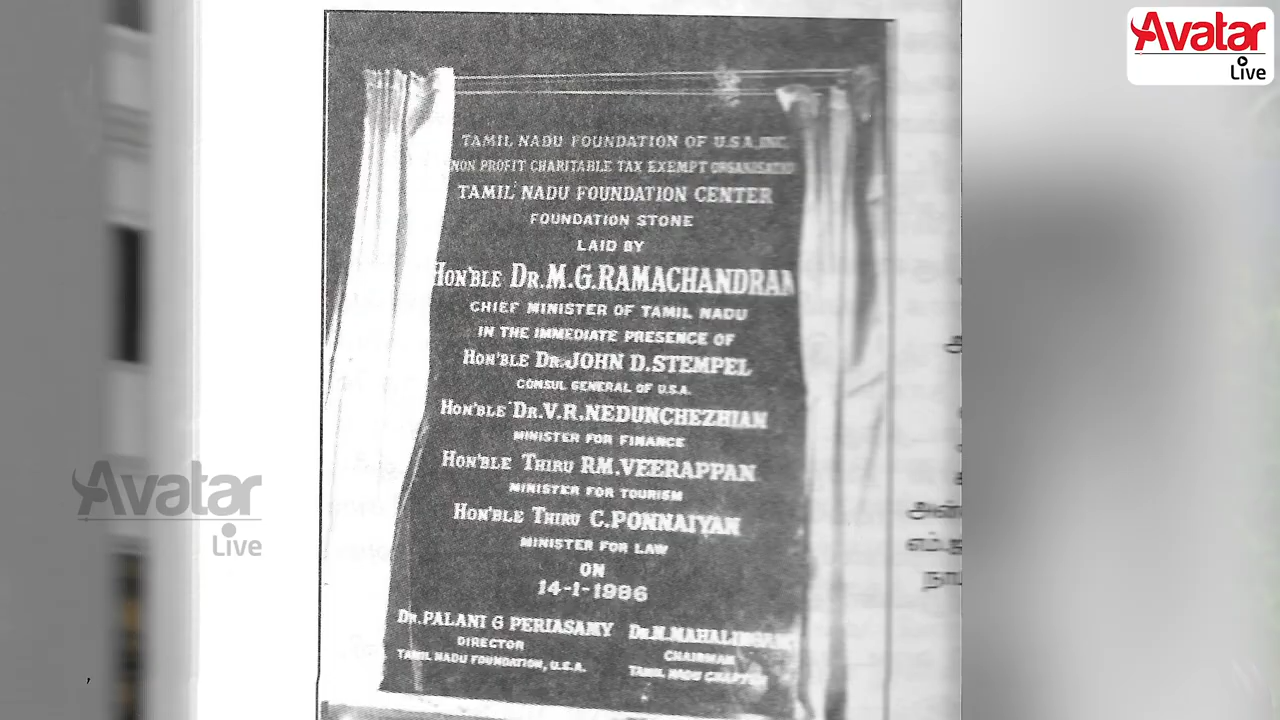 Avatar
Live
TAMIL NADU FOUNDATION OF U.S.A.INC.
NON PROFIT CHARITABLE TAX EXEMPT ORGANISATIO
TAMIL NADU FOUNDATION CENTER
FOUNDATION STONE
LAID BY
HON'BLE DR.M.G.RAMACHANDRAN
CHIEF MINISTER OF TAMIL NADU
IN THE IMMEDIATE PRESENCE OF
HON'BLE DR.JOHN D.STEMPEL
CONSUL GENERAL OF U.S.A.
HON'BLE DR.V.R.NEDUNCHEZHIAN
MINISTER FOR FINANCE
HON'BLE THIRU RM.VEERAPPAN
MINISTER FOR TOURISM
HON'BLE THIRU C.PONNAIYAN
MINISTER FOR LAW
ON
14-1-1986
DR.PALANI G PERIASAMY DR.N.MAHALINGAM
DIRECTOR CHAIRMAN
TAMIL NADU FOUNDATION, U.S.A. TAMIL NADU CHAPTER
Avatar
Live